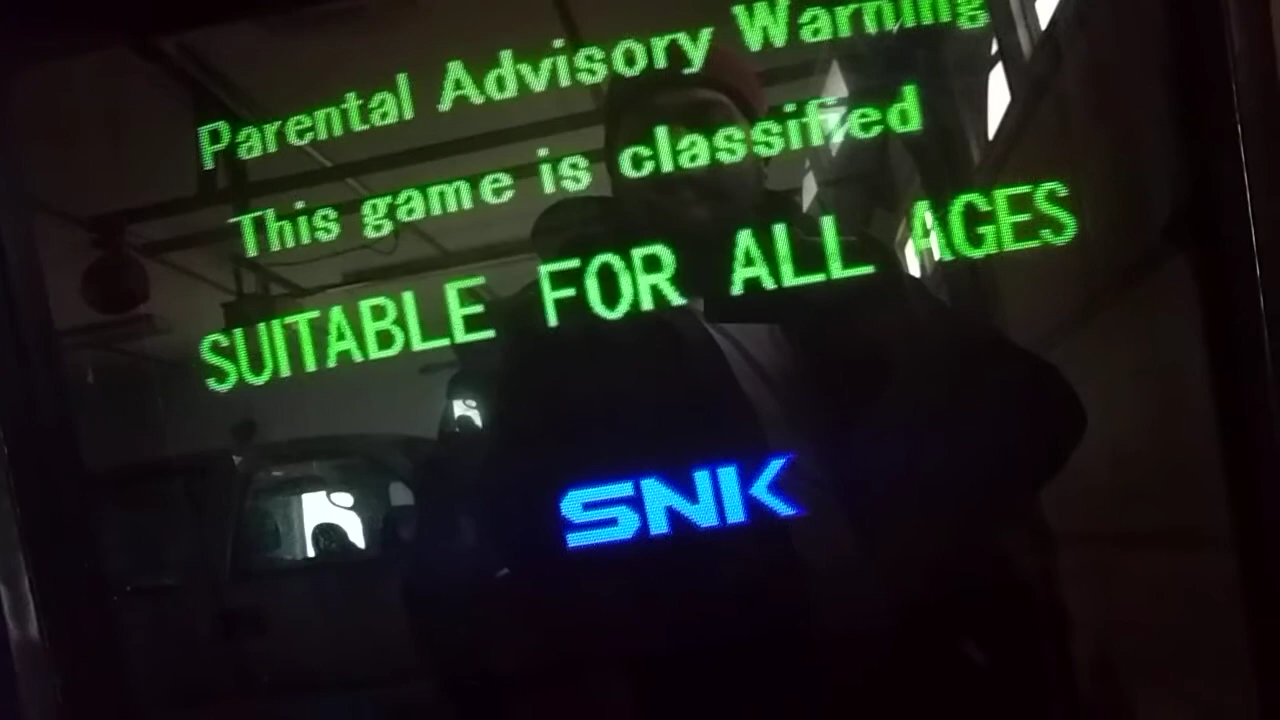 Parental Advisory Warning
This game is classified
SUITABLE FOR ALL AGES
SNK